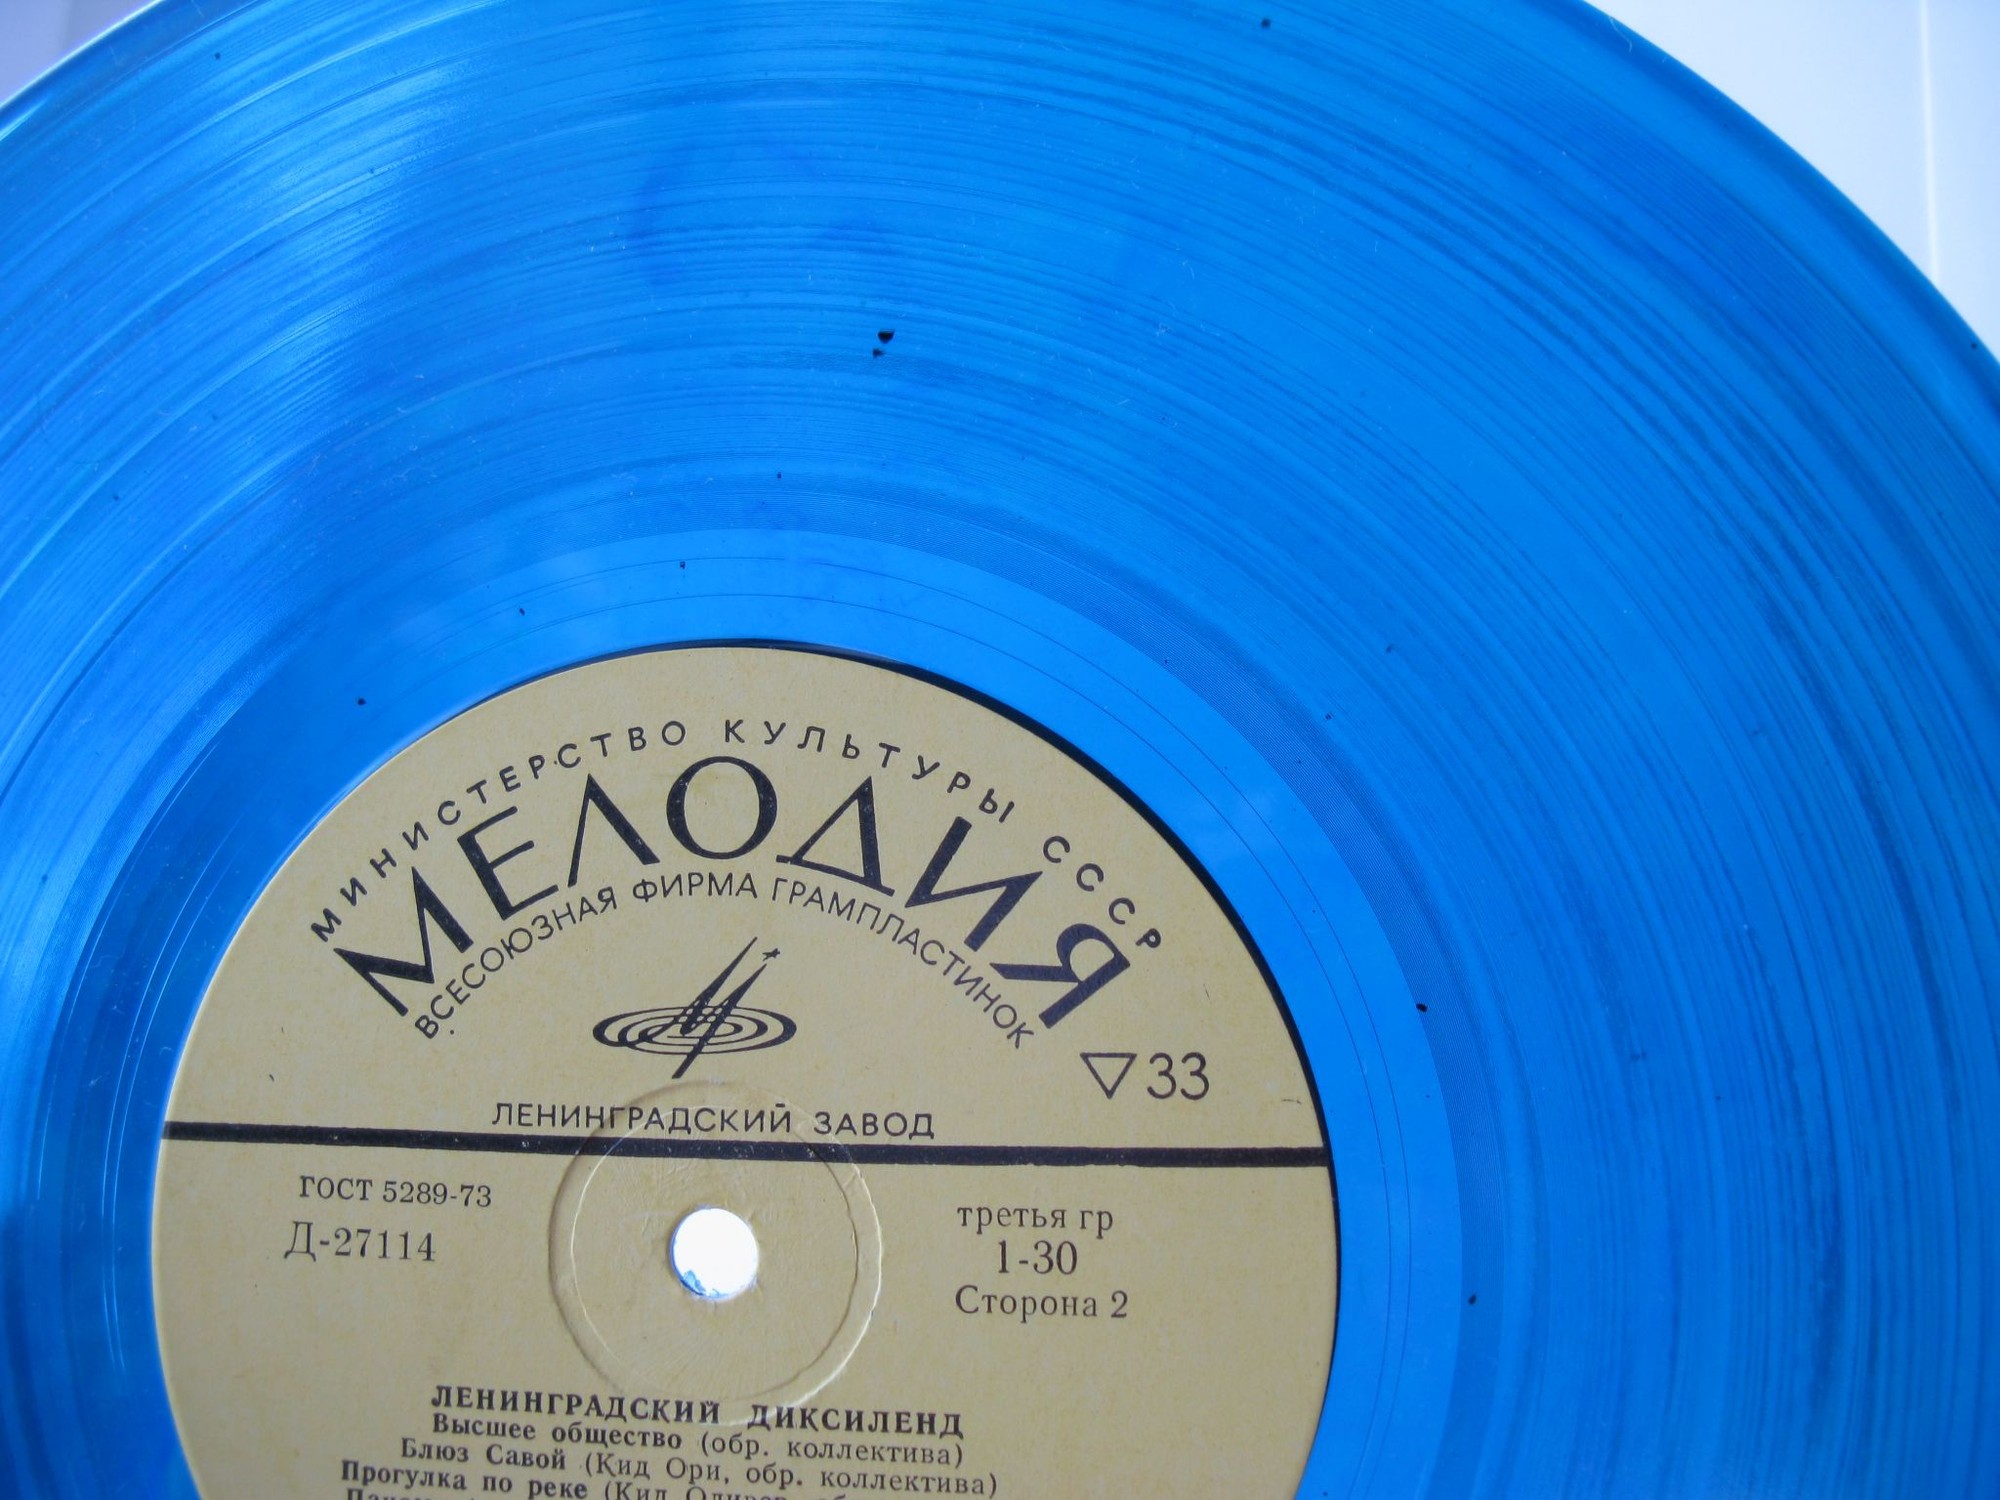 МИНИСТЕРСТВО КУЛЬТУРЫ СССР
МЕЛОДИЯ
ВСЕСОЮЗНАЯ ФИРМА ГРАМПЛАСТИНОК
▽33
ЛЕНИНГРАДСКИЙ ЗАВОД
ГОСТ 5289-73
Д-27114
третья гр
1-30
Сторона 2
ЛЕНИНГРАДСКИЙ ДИКСИЛЕНД
Высшее общество (обр. коллектива)
Блюз Савой (Кид Ори, обр. коллектива)
Прогулка по реке (Кид